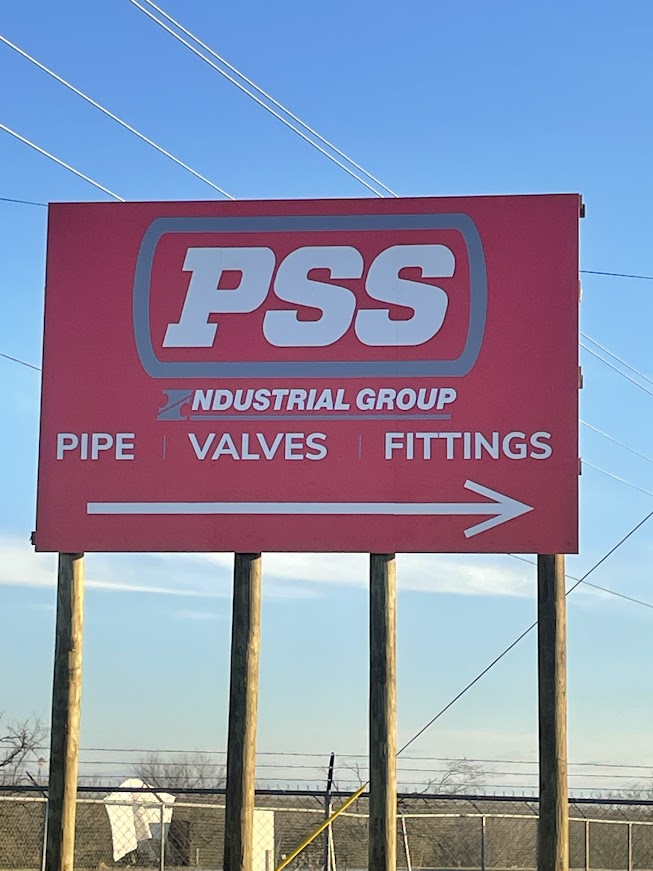 PSS
INDUSTRIAL GROUP
PIPE | VALVES | FITTINGS